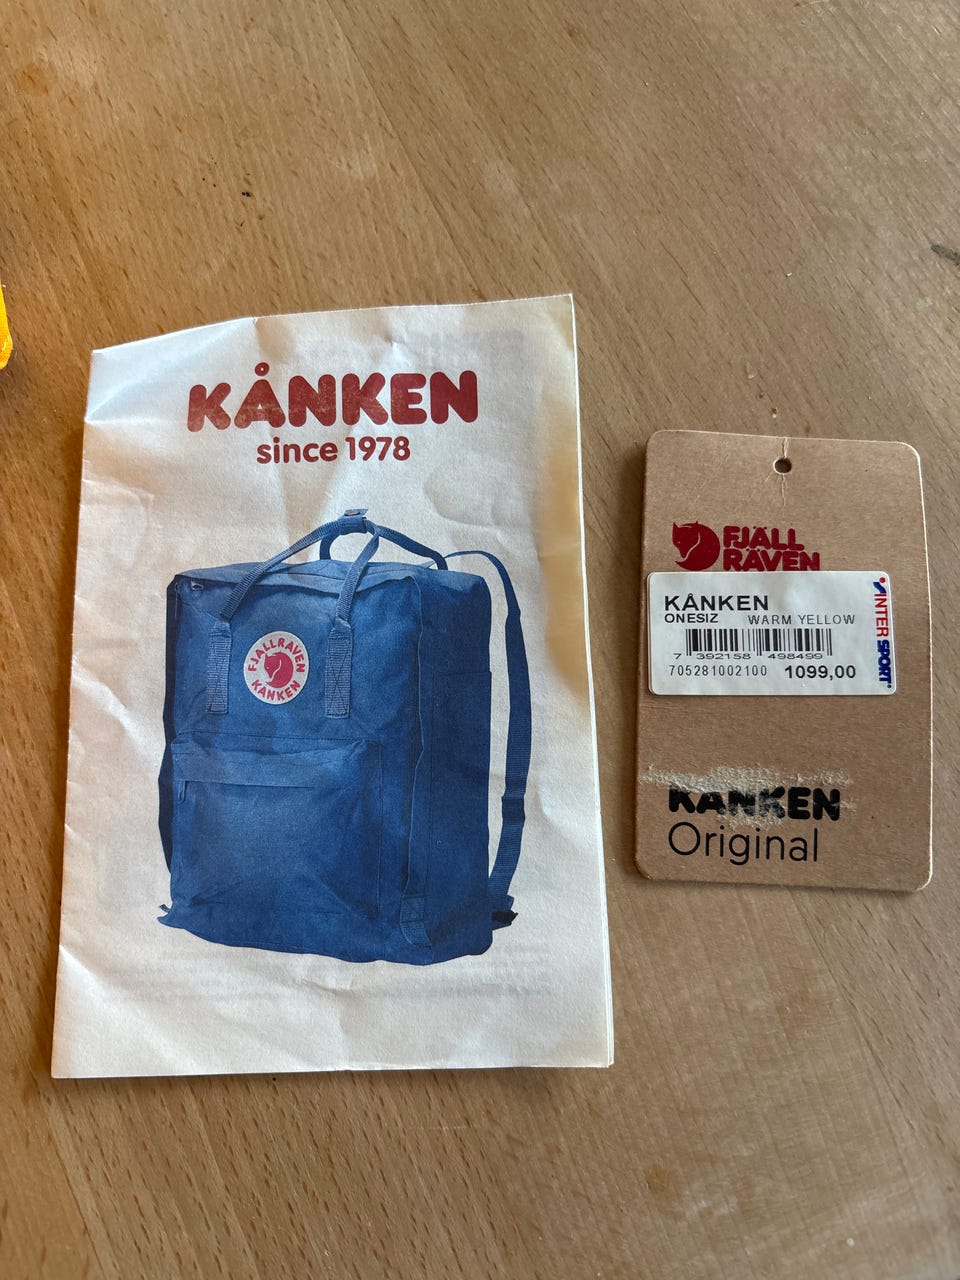 KÅNKEN
since 1978
FJÄLLRÄVEN
KÅNKEN
FJÄLL
RÄVEN
KÅNKEN
ONESIZ WARM YELLOW
7 392158 498499
705281002100 1099,00
INTERSPORT
KÅNKEN
Original